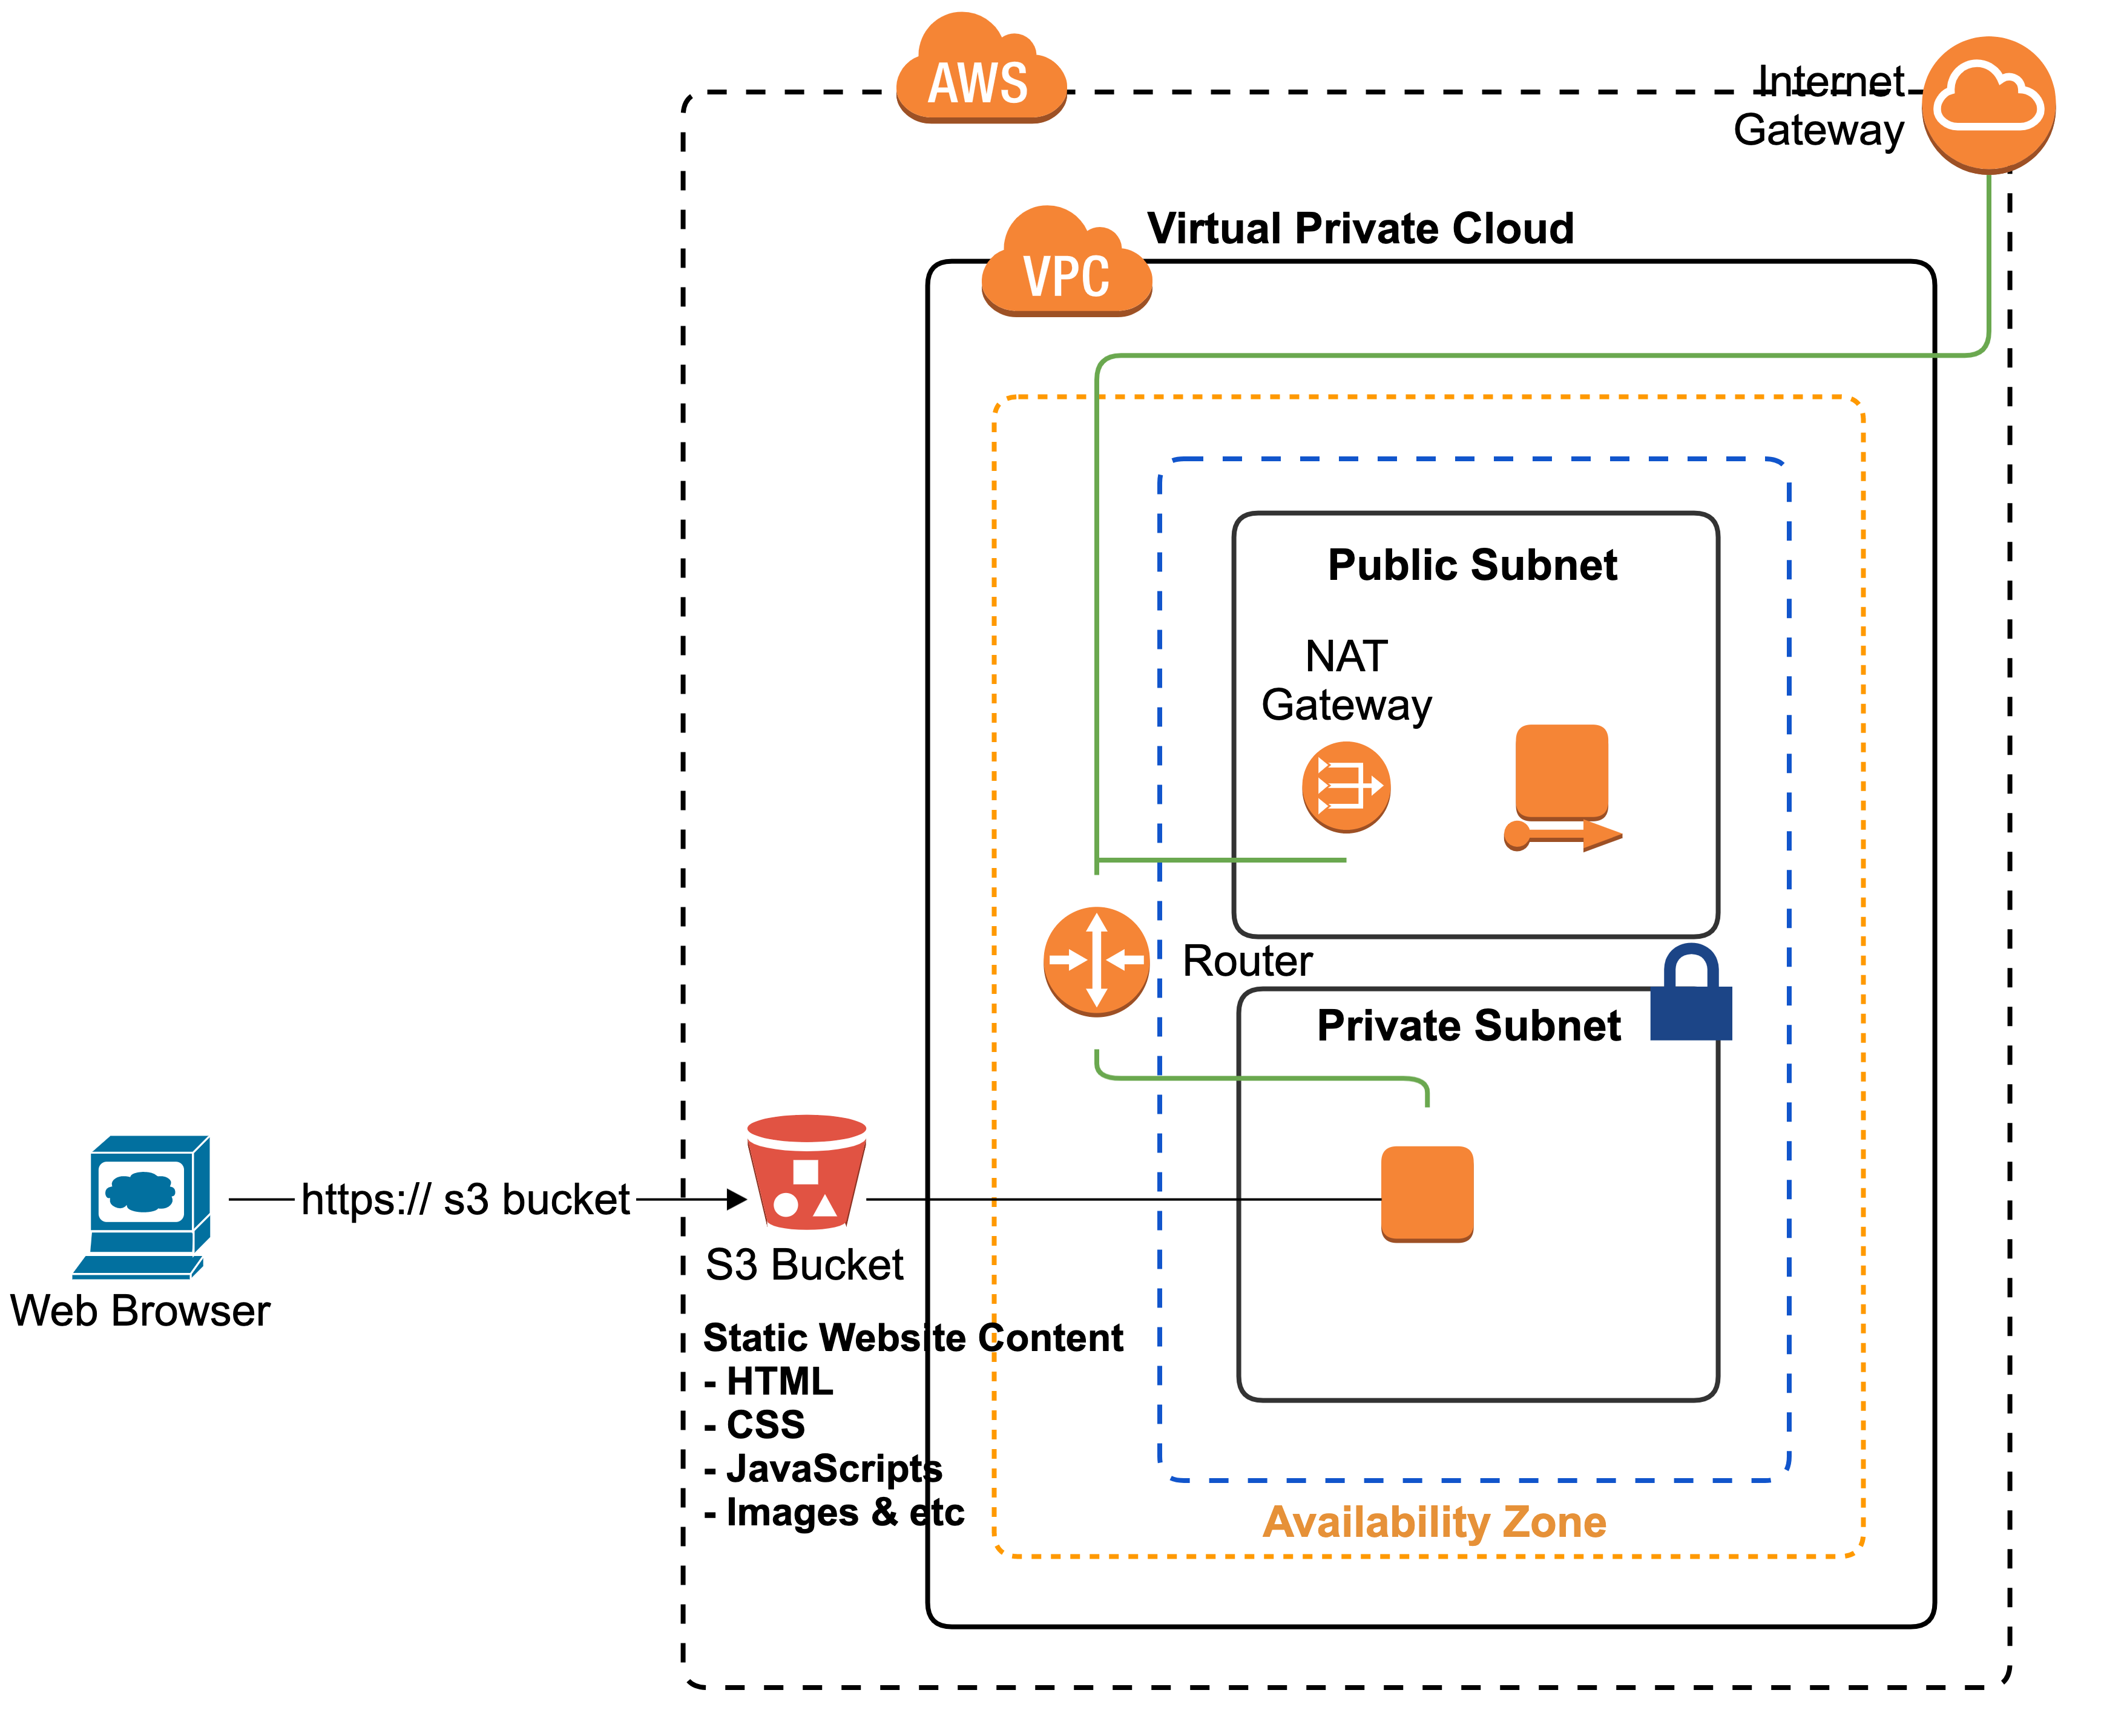 AWS
Internet
Gateway
Virtual Private Cloud
VPC
Public Subnet
NAT
Gateway
Router
Private Subnet
https:// s3 bucket
S3 Bucket
Web Browser
Static Website Content
- HTML
- CSS
- JavaScripts
- Images & etc
Availability Zone